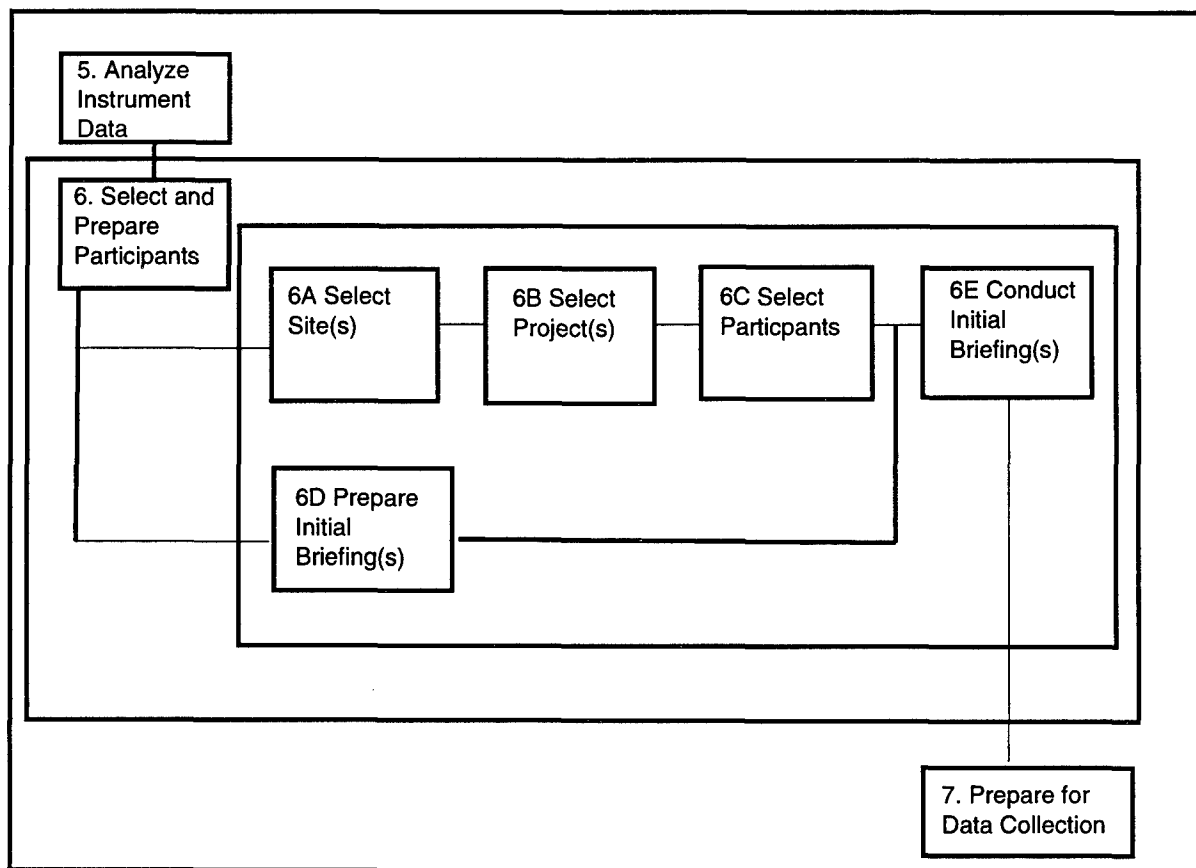 5. Analyze
Instrument
Data
6. Select and
Prepare
Participants
6A Select
Site(s)
6B Select
Project(s)
6C Select
Particpants
6E Conduct
Initial
Briefing(s)
6D Prepare
Initial
Briefing(s)
7. Prepare for
Data Collection